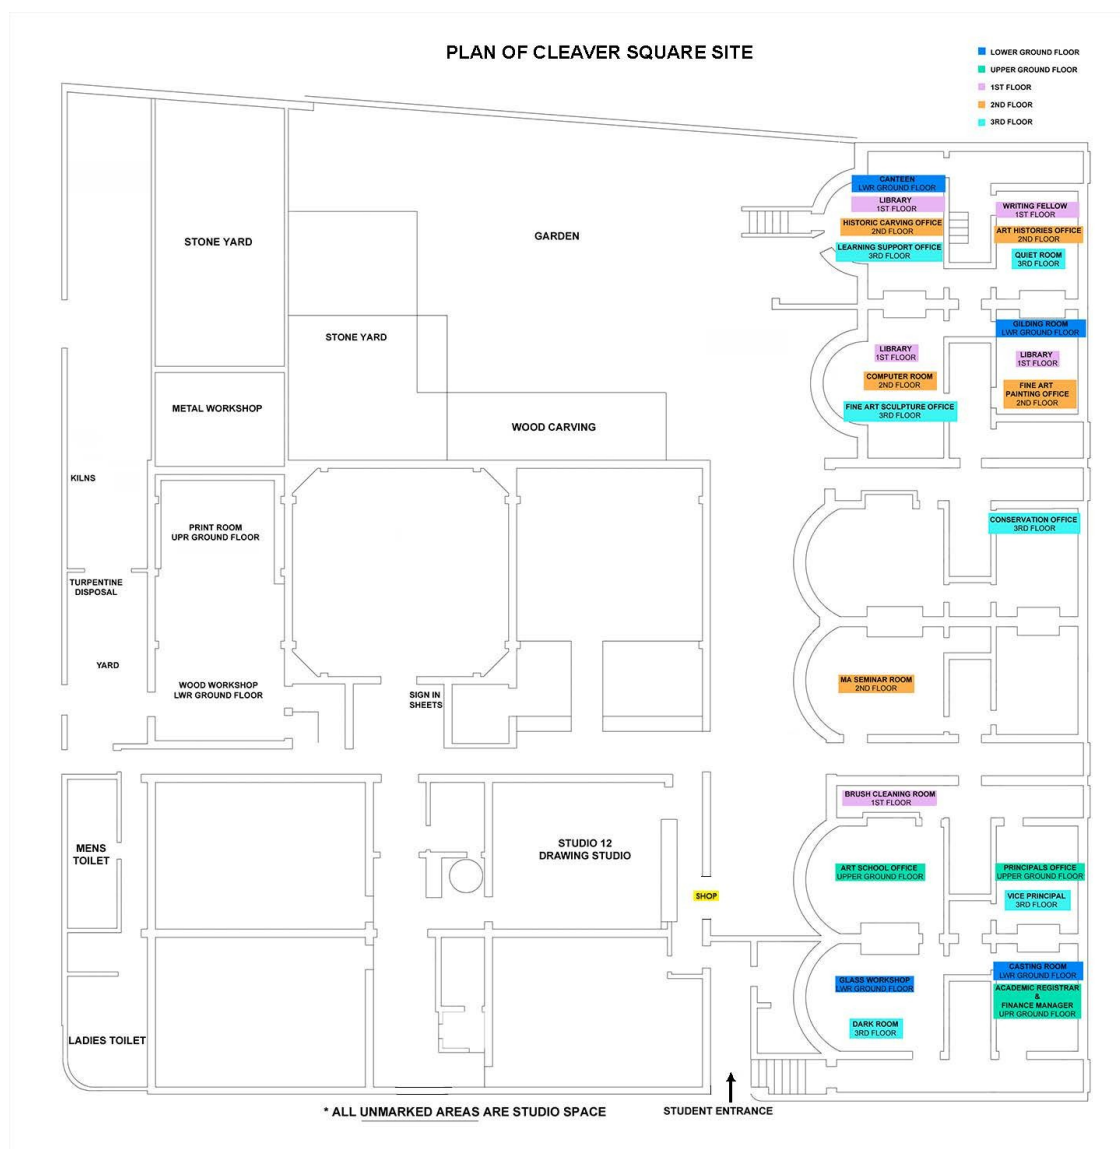 PLAN OF CLEAVER SQUARE SITE
LOWER GROUND FLOOR
UPPER GROUND FLOOR
1ST FLOOR
2ND FLOOR
3RD FLOOR
CANTEEN
LWR GROUND FLOOR
LIBRARY
1ST FLOOR
HISTORIC CARVING OFFICE
2ND FLOOR
LEARNING SUPPORT OFFICE
3RD FLOOR
WRITING FELLOW
1ST FLOOR
ART HISTORIES OFFICE
2ND FLOOR
QUIET ROOM
3RD FLOOR
STONE YARD
GARDEN
STONE YARD
GILDING ROOM
LWR GROUND FLOOR
LIBRARY
1ST FLOOR
COMPUTER ROOM
2ND FLOOR
FINE ART SCULPTURE OFFICE
3RD FLOOR
LIBRARY
1ST FLOOR
FINE ART
PAINTING OFFICE
2ND FLOOR
METAL WORKSHOP
WOOD CARVING
KILNS
PRINT ROOM
UPR GROUND FLOOR
CONSERVATION OFFICE
3RD FLOOR
TURPENTINE
DISPOSAL
YARD
WOOD WORKSHOP
LWR GROUND FLOOR
SIGN IN
SHEETS
MA SEMINAR ROOM
2ND FLOOR
BRUSH CLEANING ROOM
1ST FLOOR
MENS
TOILET
STUDIO 12
DRAWING STUDIO
SHOP
ART SCHOOL OFFICE
UPPER GROUND FLOOR
PRINCIPALS OFFICE
UPPER GROUND FLOOR
VICE PRINCIPAL
3RD FLOOR
GLASS WORKSHOP
LWR GROUND FLOOR
CASTING ROOM
LWR GROUND FLOOR
ACADEMIC REGISTRAR
&
FINANCE MANAGER
UPR GROUND FLOOR
DARK ROOM
3RD FLOOR
LADIES TOILET
* ALL UNMARKED AREAS ARE STUDIO SPACE
STUDENT ENTRANCE